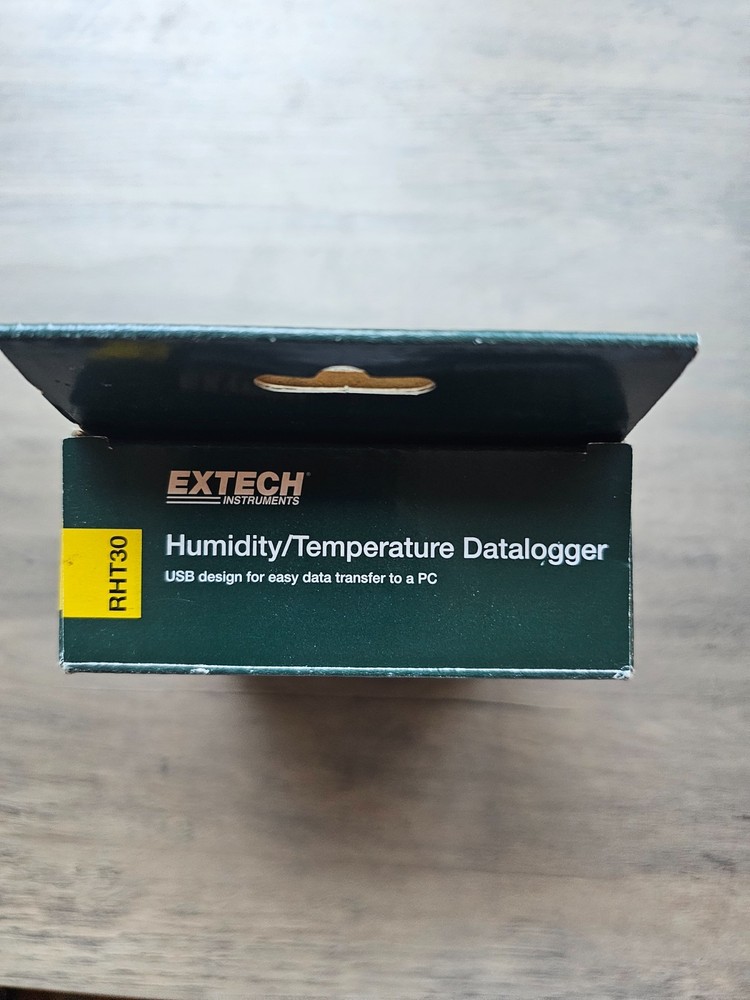 EXTECH®
INSTRUMENTS
RHT30
Humidity/Temperature Datalogger
USB design for easy data transfer to a PC